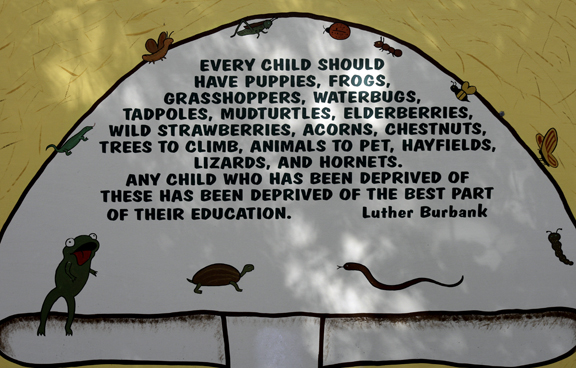 EVERY CHILD SHOULD
HAVE PUPPIES, FROGS,
GRASSHOPPERS, WATERBUGS,
TADPOLES, MUDTURTLES, ELDERBERRIES,
WILD STRAWBERRIES, ACORNS, CHESTNUTS,
TREES TO CLIMB, ANIMALS TO PET, HAYFIELDS,
LIZARDS, AND HORNETS.
ANY CHILD WHO HAS BEEN DEPRIVED OF
THESE HAS BEEN DEPRIVED OF THE BEST PART
OF THEIR EDUCATION. Luther Burbank